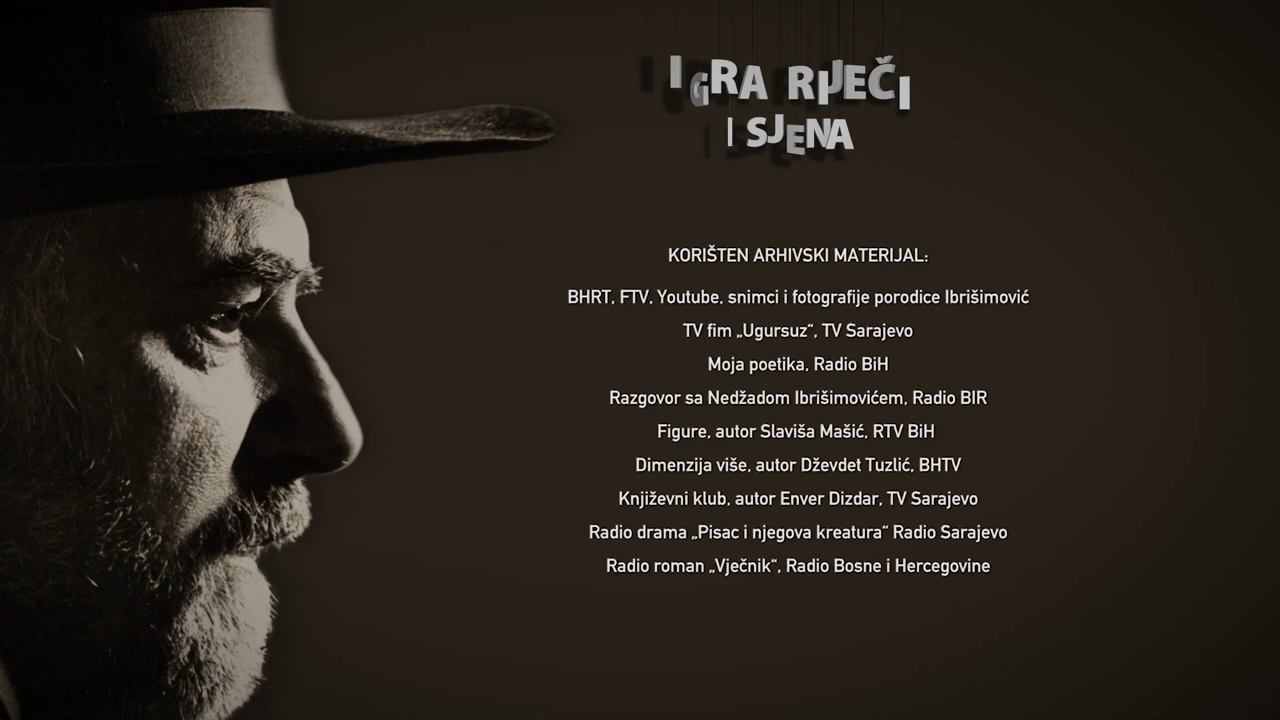 IGRA RIJEČI
I SJENA
KORIŠTEN ARHIVSKI MATERIJAL:
BHRT, FTV, Youtube, snimci i fotografije porodice Ibrišimović
TV fim „Ugursuz“, TV Sarajevo
Moja poetika, Radio BiH
Razgovor sa Nedžadom Ibrišimovićem, Radio BIR
Figure, autor Slaviša Mašić, RTV BiH
Dimenzija više, autor Dževdet Tuzlić, BHTV
Književni klub, autor Enver Dizdar, TV Sarajevo
Radio drama „Pisac i njegova kreatura“ Radio Sarajevo
Radio roman „Vječnik“, Radio Bosne i Hercegovine